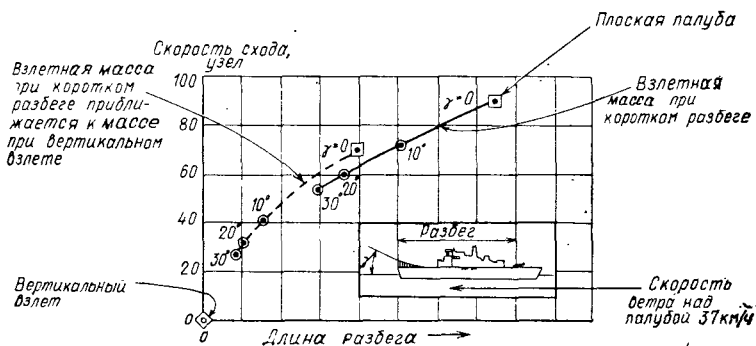 Плоская палуба
Скорость схода,
узел
Взлетная масса
при коротком
разбеге прибли-
жается к массе
при вертикальном
взлете
100
80
60
40
20
0
γ=0
γ=0
10°
20°
30°
10°
20°
30°
Взлетная
масса при
коротком разбеге
Разбег
γ
Вертикальный
взлет
0
Длина разбега
Скорость
ветра над
палубой 37км/ч